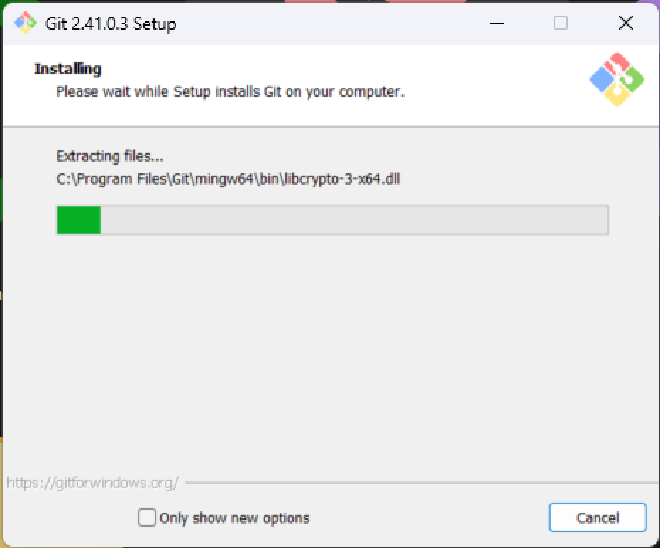 Git 2.41.0.3 Setup
Installing
Please wait while Setup installs Git on your computer.
Extracting files...
C:\Program Files\Git\mingw64\bin\libcrypto-3-x64.dll
https://gitforwindows.org/
Only show new options
Cancel